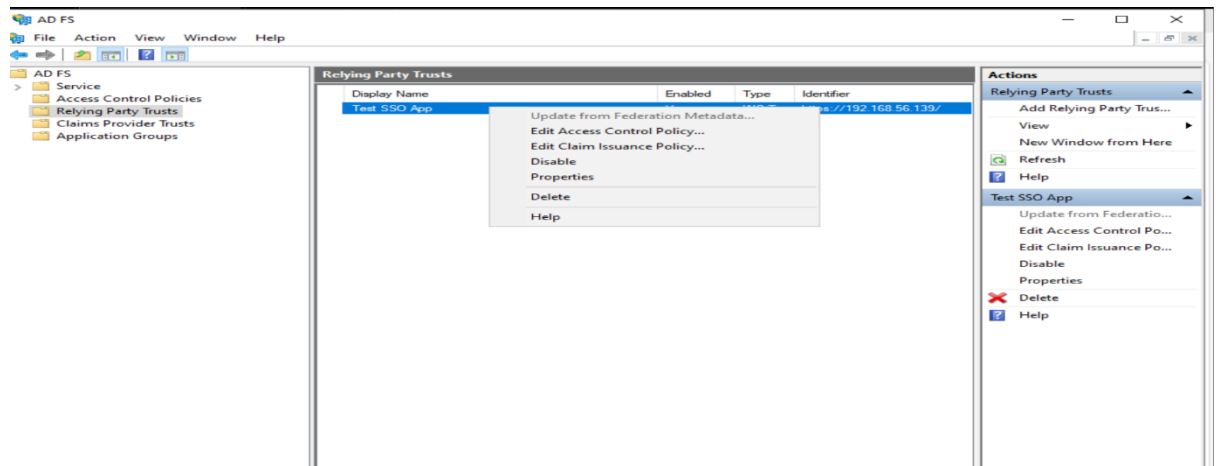 AD FS
File Action View Window Help
AD FS
Service
Access Control Policies
Relying Party Trusts
Claims Provider Trusts
Application Groups
Relying Party Trusts
Display Name Enabled Type Identifier
Test SSO App ://192.168.56.139/
Update from Federation Metadata...
Edit Access Control Policy...
Edit Claim Issuance Policy...
Disable
Properties
Delete
Help
Actions
Relying Party Trusts
Add Relying Party Trus...
View
New Window from Here
Refresh
Help
Test SSO App
Update from Federatio...
Edit Access Control Po...
Edit Claim Issuance Po...
Disable
Properties
Delete
Help